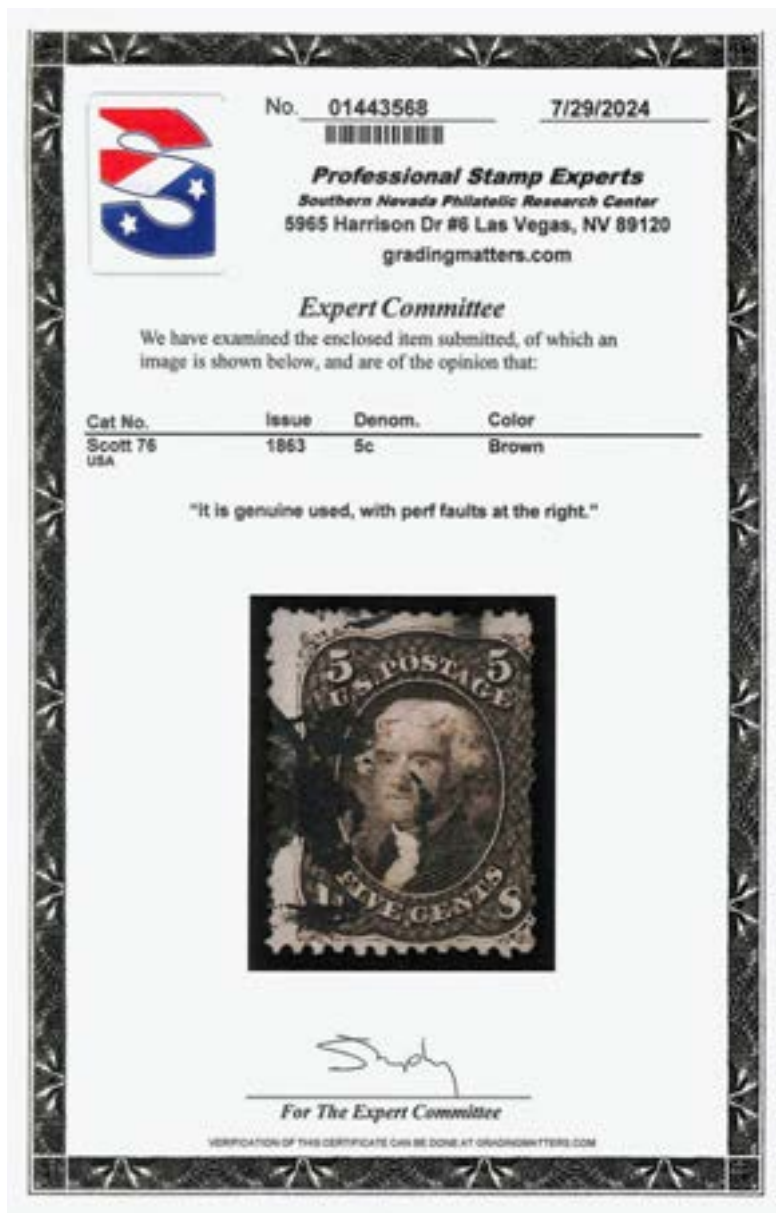 No. 01443568 7/29/2024
Professional Stamp Experts
Southern Nevada Philatelic Research Center
5965 Harrison Dr #6 Las Vegas, NV 89120
gradingmatters.com
Expert Committee
We have examined the enclosed item submitted, of which an
image is shown below, and are of the opinion that:
Cat No. Issue Denom. Color
Scott 76 1863 5c Brown
USA
"it is genuine used, with perf faults at the right."
5 5
U.S. POSTAGE
FIVE CENTS
S
For The Expert Committee
VERIFICATION OF THIS CERTIFICATE CAN BE DONE AT GRADINGMATTERS.COM